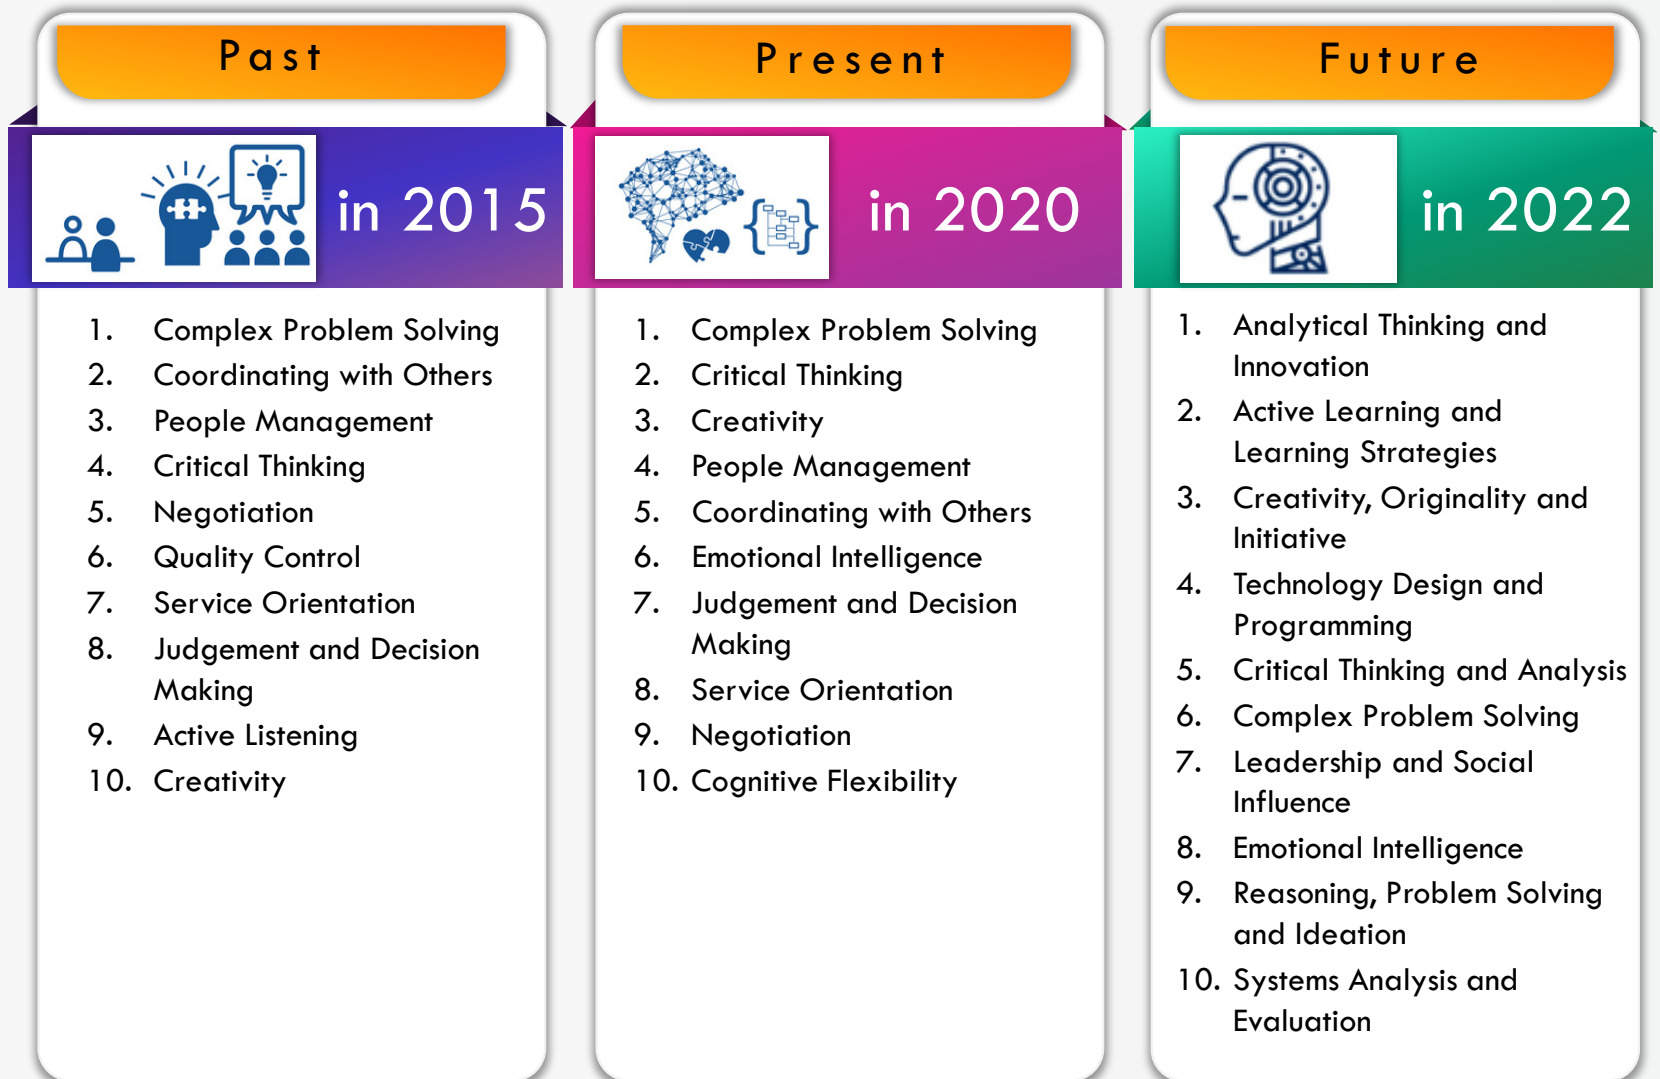 Past
in 2015
1. Complex Problem Solving
2. Coordinating with Others
3. People Management
4. Critical Thinking
5. Negotiation
6. Quality Control
7. Service Orientation
8. Judgement and Decision
Making
9. Active Listening
10. Creativity
Present
in 2020
1. Complex Problem Solving
2. Critical Thinking
3. Creativity
4. People Management
5. Coordinating with Others
6. Emotional Intelligence
7. Judgement and Decision
Making
8. Service Orientation
9. Negotiation
10. Cognitive Flexibility
Future
in 2022
1. Analytical Thinking and
Innovation
2. Active Learning and
Learning Strategies
3. Creativity, Originality and
Initiative
4. Technology Design and
Programming
5. Critical Thinking and Analysis
6. Complex Problem Solving
7. Leadership and Social
Influence
8. Emotional Intelligence
9. Reasoning, Problem Solving
and Ideation
10. Systems Analysis and
Evaluation